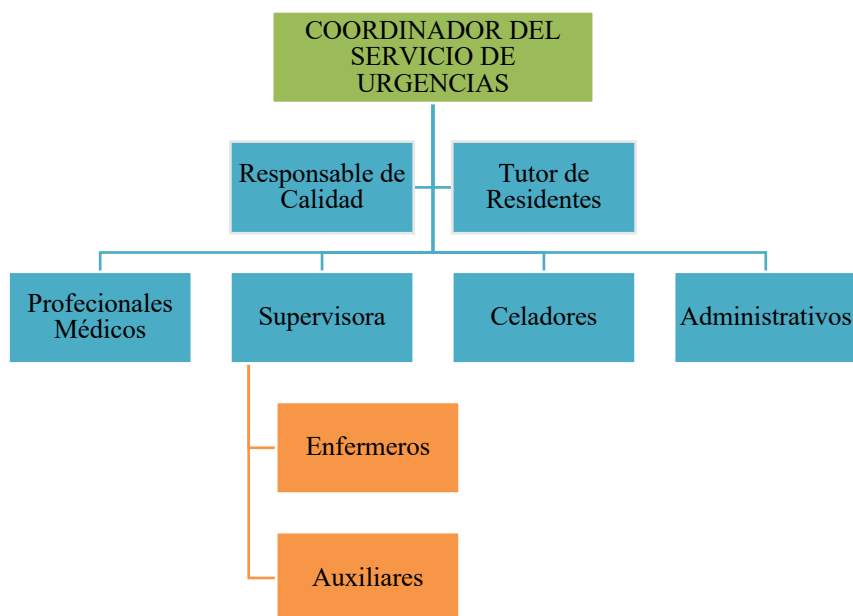 COORDINADOR DEL
SERVICIO DE
URGENCIAS
Responsable de
Calidad
Tutor de
Residentes
Profecionales
Médicos
Supervisora
Celadores
Administrativos
Enfermeros
Auxiliares